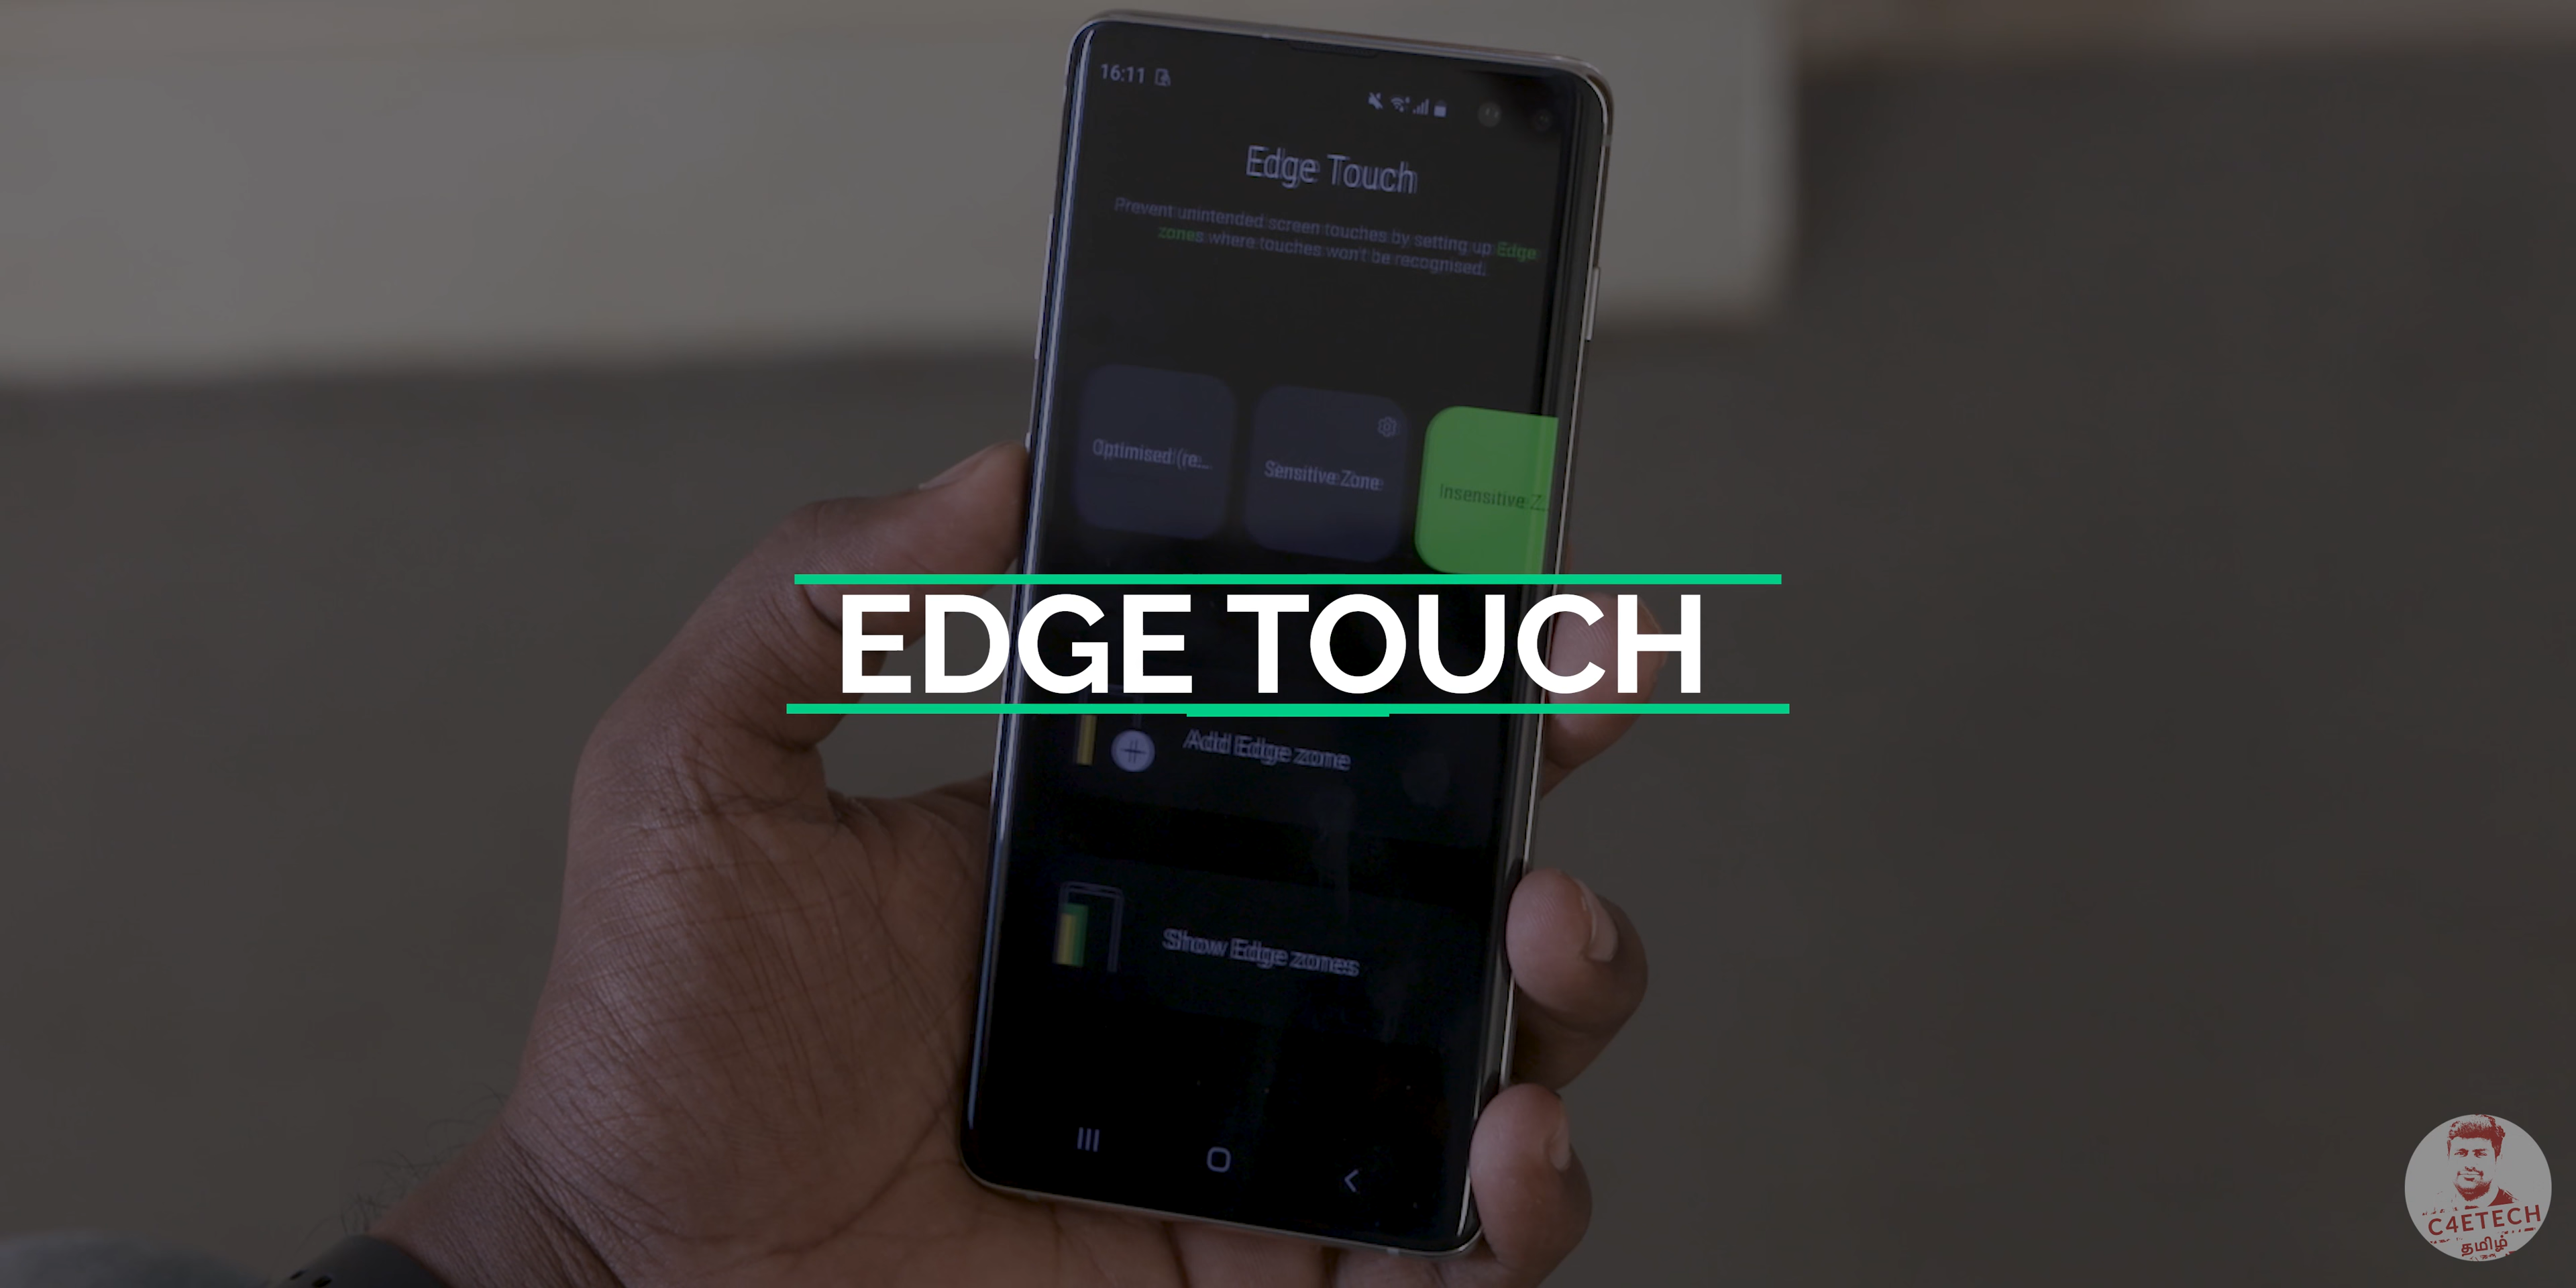 16:11
Edge Touch
Prevent unintended screen touches by setting up Edge
zones where touches won't be recognised.
Optimised (re...
Sensitive Zone
Insensitive Z...
EDGE TOUCH
Add Edge zone
Show Edge zones
C4ETECH
தமிழ்